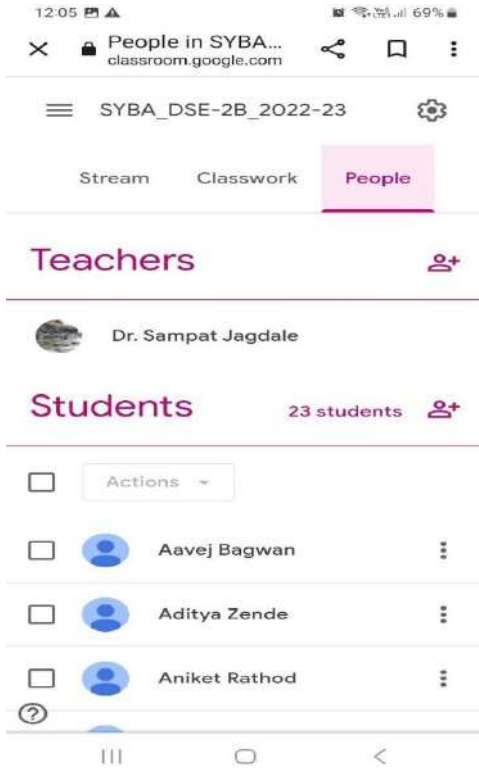 12:05
69%
People in SYBA...
classroom.google.com
SYBA_DSE-2B_2022-23
Stream Classwork People
Teachers
Dr. Sampat Jagdale
Students 23 students
Actions
Aavej Bagwan
Aditya Zende
Aniket Rathod